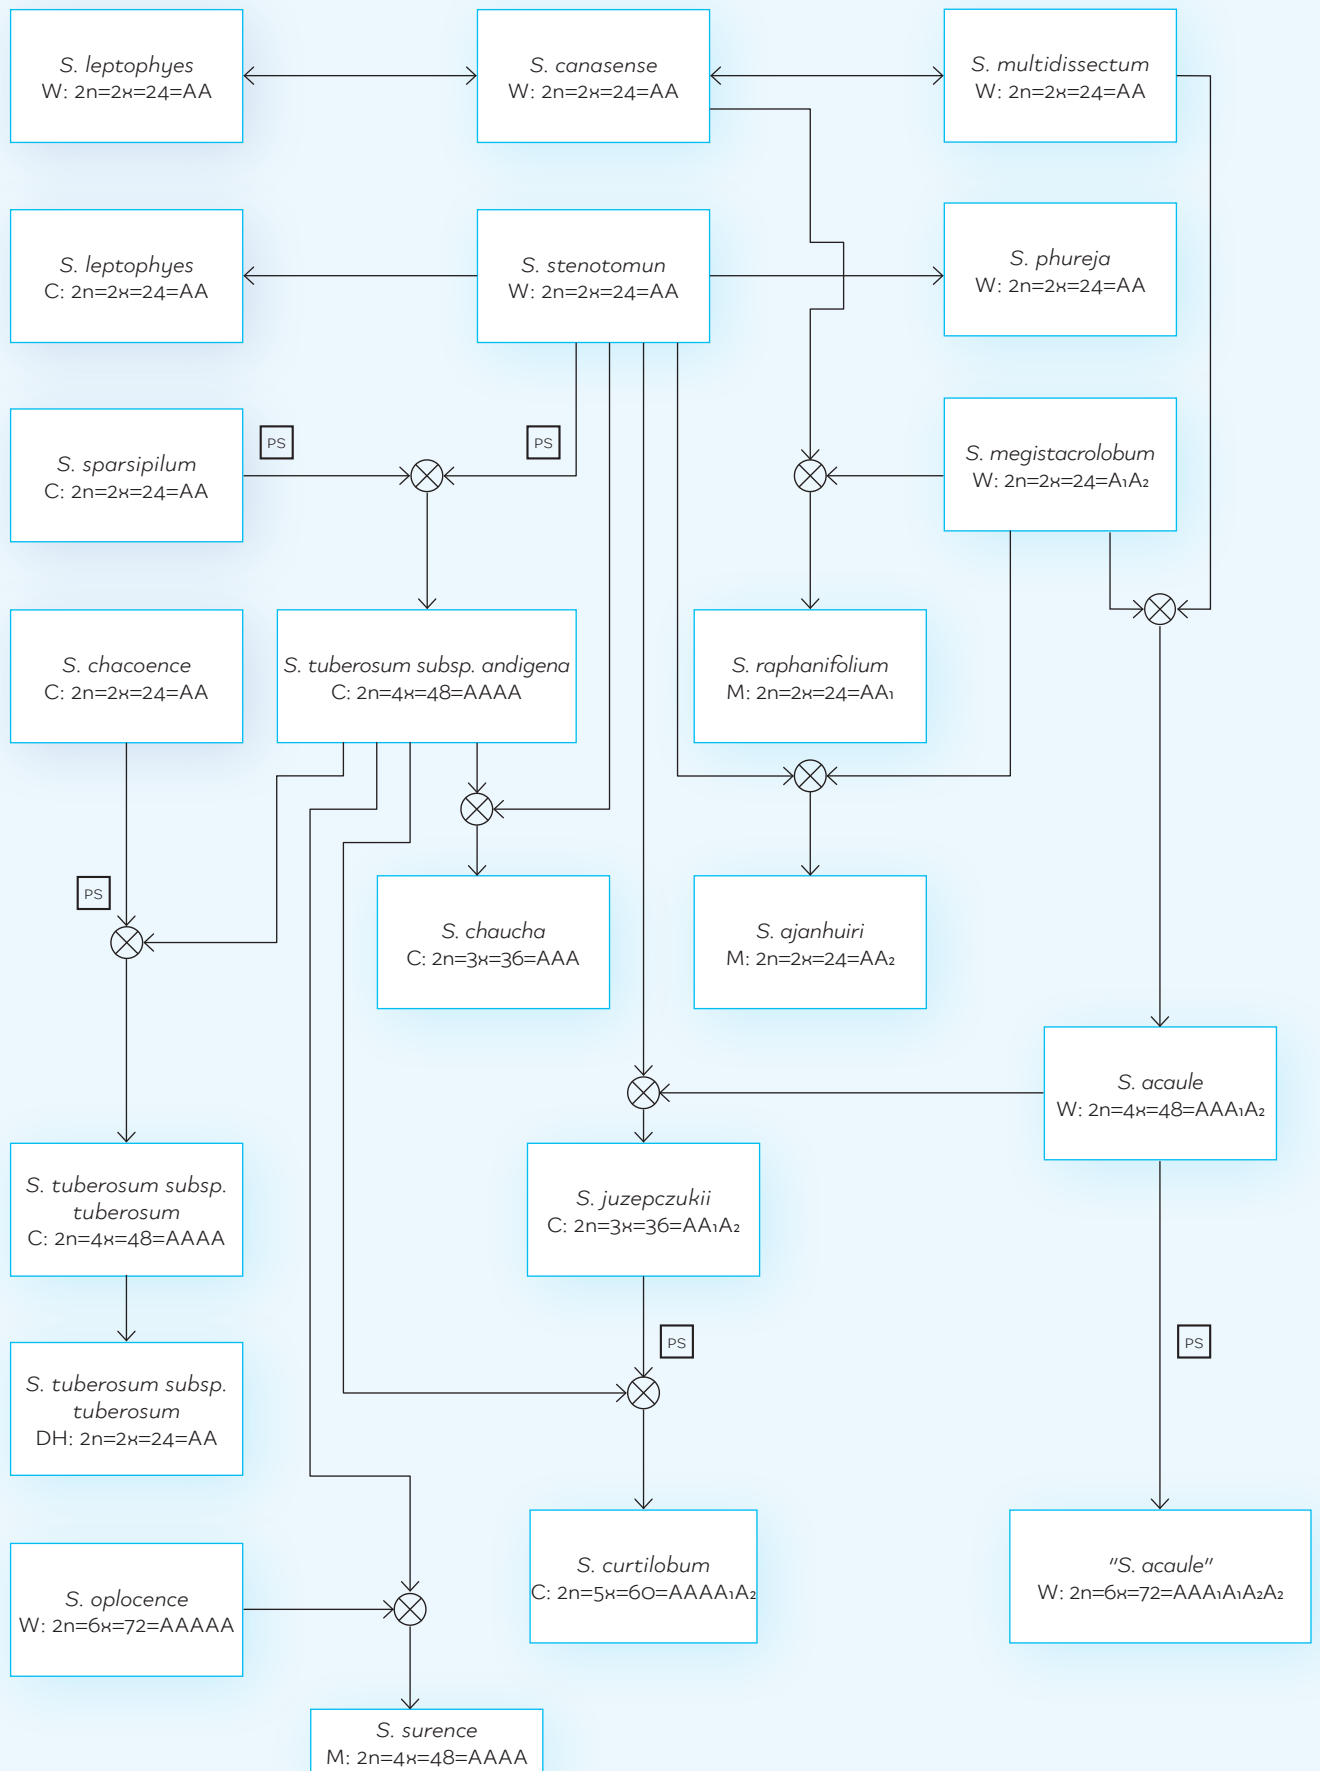 S. leptophyes
W: 2n=2x=24=AA
S. canasense
W: 2n=2x=24=AA
S. multidissectum
W: 2n=2x=24=AA
S. leptophyes
C: 2n=2x=24=AA
S. stenotomun
W: 2n=2x=24=AA
S. phureja
W: 2n=2x=24=AA
S. sparsipilum
C: 2n=2x=24=AA
PS
PS
S. megistacrolobum
W: 2n=2x=24=A₁A₂
S. chacoence
C: 2n=2x=24=AA
S. tuberosum subsp. andigena
C: 2n=4x=48=AAAA
S. raphanifolium
M: 2n=2x=24=AA₁
PS
S. chaucha
C: 2n=3x=36=AAA
S. ajanhuiri
M: 2n=2x=24=AA₂
S. acaule
W: 2n=4x=48=AAA₁A₂
S. tuberosum subsp.
tuberosum
C: 2n=4x=48=AAAA
S. juzepczukii
C: 2n=3x=36=AA₁A₂
PS
PS
S. tuberosum subsp.
tuberosum
DH: 2n=2x=24=AA
S. oplocence
W: 2n=6x=72=AAAAA
S. curtilobum
C: 2n=5x=60=AAAA₁A₂
"S. acaule"
W: 2n=6x=72=AAA₁A₁A₂A₂
S. surence
M: 2n=4x=48=AAAA